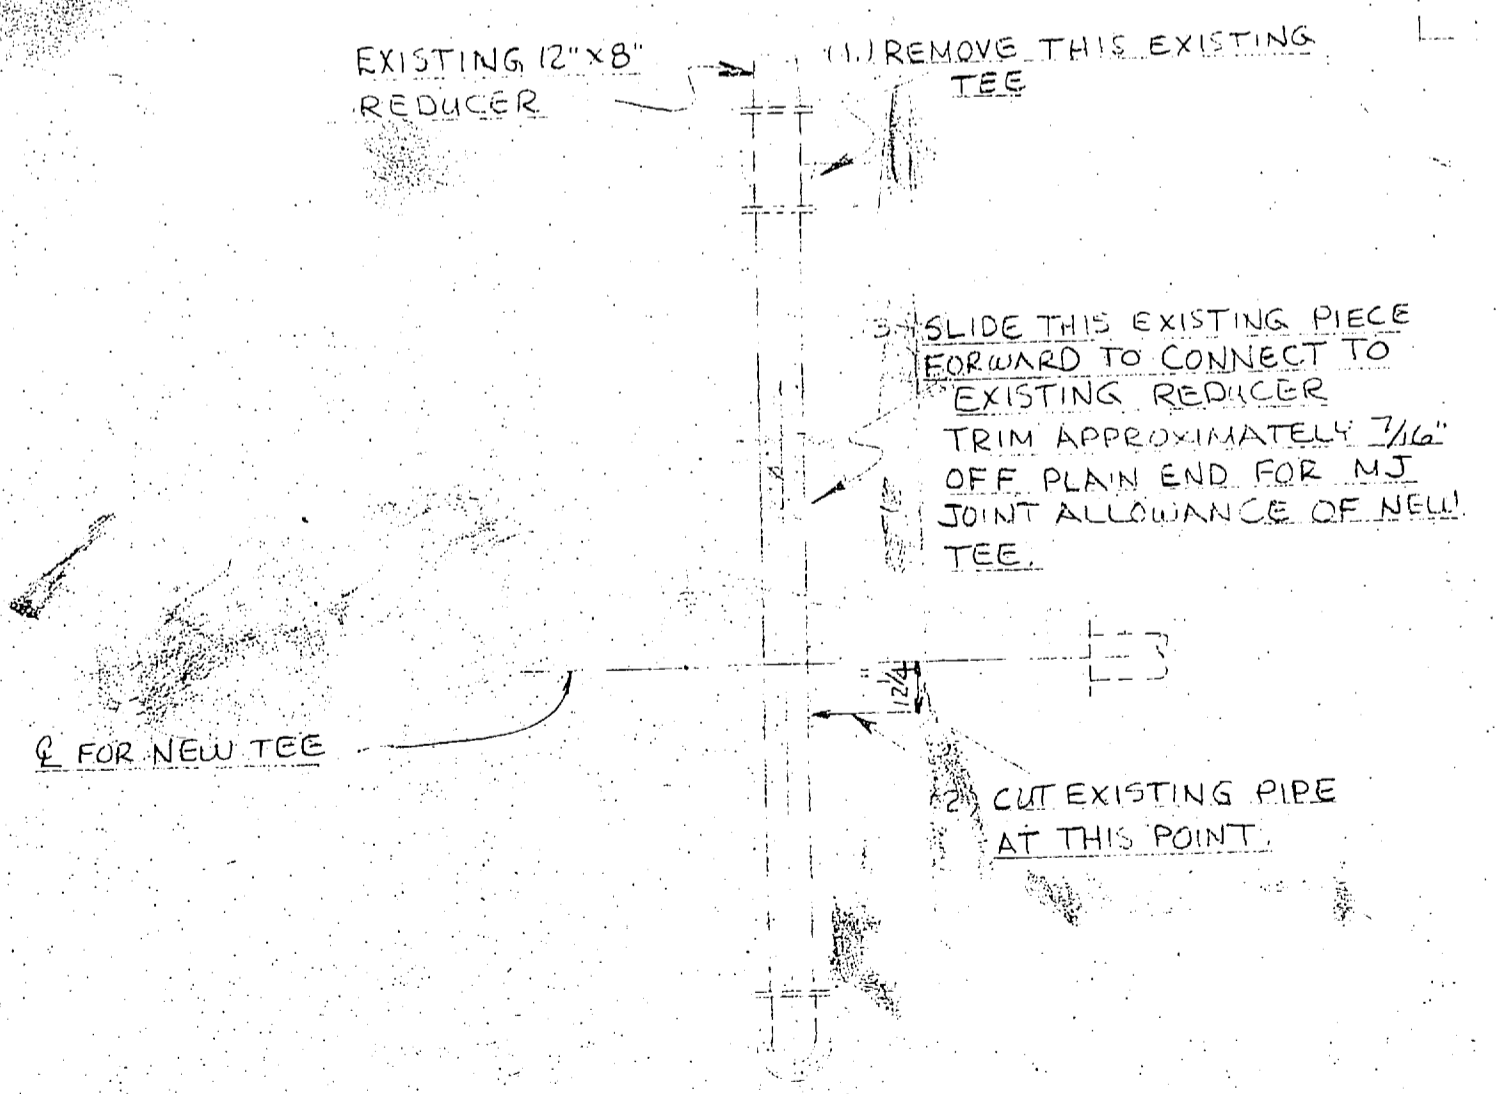 EXISTING 12"x8"
REDUCER
(1.) REMOVE THIS EXISTING
TEE
3. SLIDE THIS EXISTING PIECE
FORWARD TO CONNECT TO
EXISTING REDUCER
TRIM APPROXIMATELY 7/16"
OFF PLAIN END FOR MJ
JOINT ALLOWANCE OF NEW
TEE.
12 1/4"
℄ FOR NEW TEE
2) CUT EXISTING PIPE
AT THIS POINT.